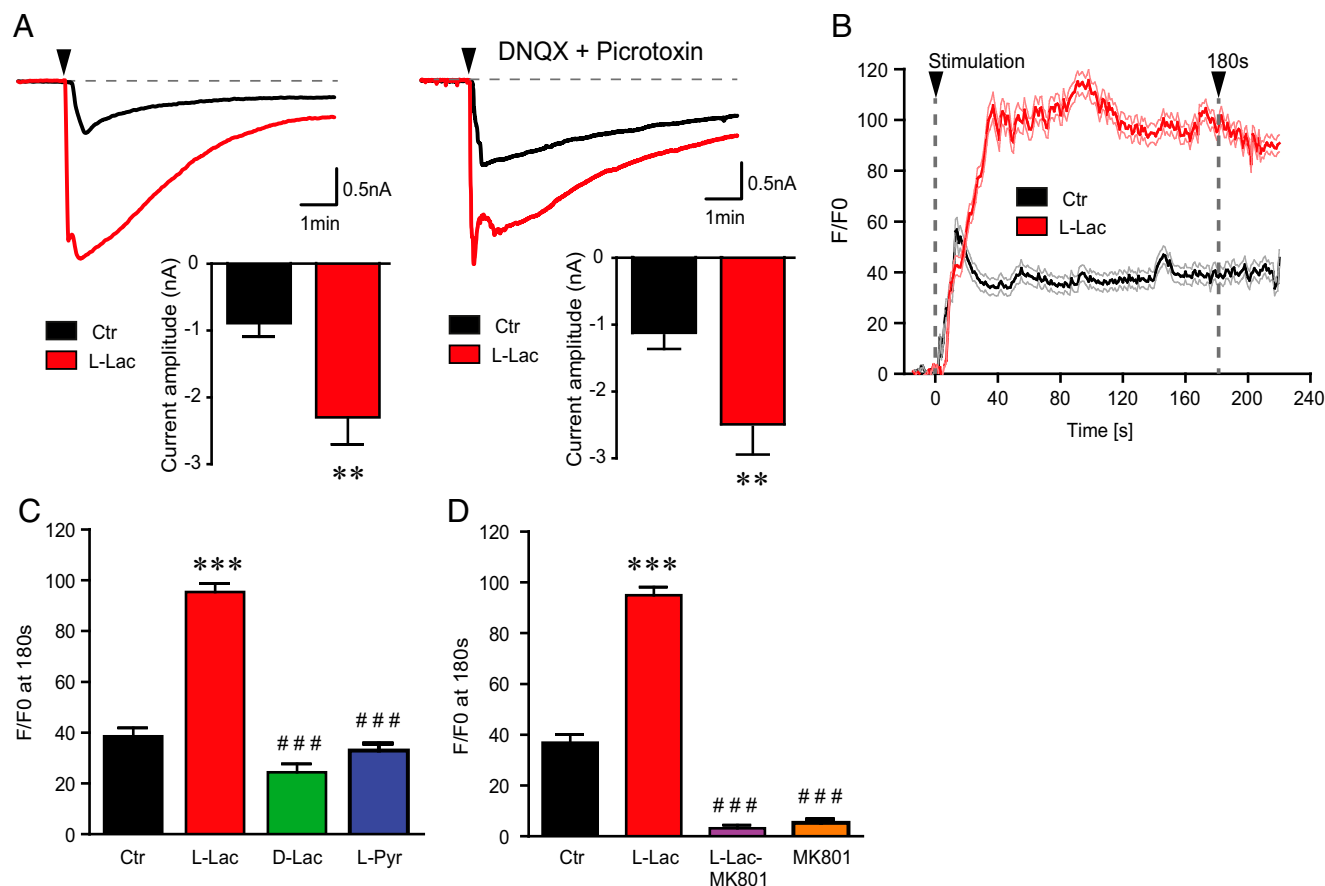 A
DNQX + Picrotoxin
0.5nA
1min
0.5nA
1min
Current amplitude (nA)
0
-1
-2
-3
**
Ctr
L-Lac
Current amplitude (nA)
0
-1
-2
-3
**
Ctr
L-Lac
B
Stimulation
180s
F/F0
120
100
80
60
40
20
0
Ctr
L-Lac
0 40 80 120 160 200 240
Time [s]
C
F/F0 at 180s
120
100
80
60
40
20
0
***
# # #
# # #
Ctr L-Lac D-Lac L-Pyr
D
F/F0 at 180s
120
100
80
60
40
20
0
***
# # #
# # #
Ctr L-Lac L-Lac- MK801
MK801